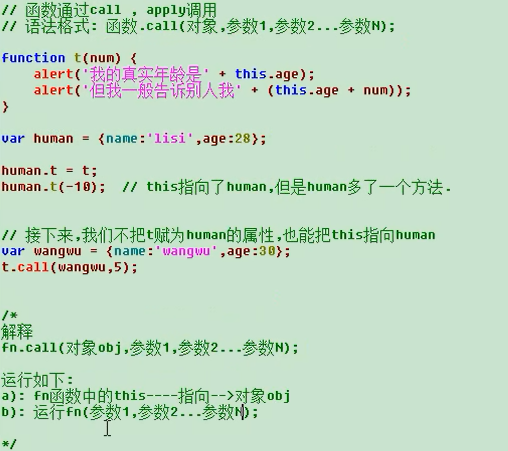 // 函数通过call , apply调用
// 语法格式: 函数.call(对象,参数1,参数2...参数N);
function t(num) {
alert('我的真实年龄是' + this.age);
alert('但我一般告诉别人我' + (this.age + num));
}
var human = {name:'lisi',age:28};
human.t = t;
human.t(-10); // this指向了human,但是human多了一个方法.
// 接下来,我们不把t赋为human的属性,也能把this指向human
var wangwu = {name:'wangwu',age:30};
t.call(wangwu,5);
/*
解释
fn.call(对象obj,参数1,参数2...参数N);
运行如下:
a): fn函数中的this----指向-->对象obj
b): 运行fn(参数1,参数2...参数N);
*/